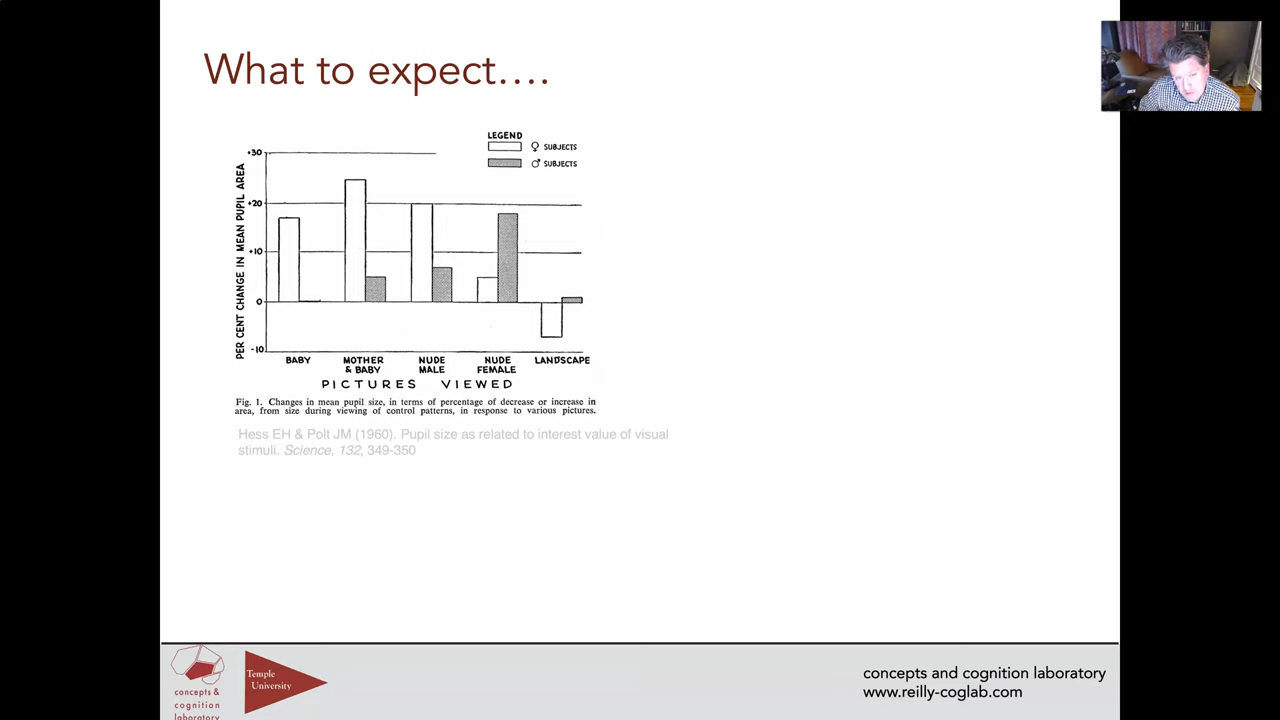 What to expect….
LEGEND
♀ SUBJECTS
♂ SUBJECTS
PER CENT CHANGE IN MEAN PUPIL AREA
+30
+20
+10
0
-10
BABY
MOTHER
& BABY
NUDE
MALE
NUDE
FEMALE
LANDSCAPE
PICTURES VIEWED
Fig. 1. Changes in mean pupil size, in terms of percentage of decrease or increase in
area, from size during viewing of control patterns, in response to various pictures.
Hess EH & Polt JM (1960). Pupil size as related to interest value of visual
stimuli. Science, 132, 349-350
concepts &
cognition
laboratory
Temple
University
concepts and cognition laboratory
www.reilly-coglab.com